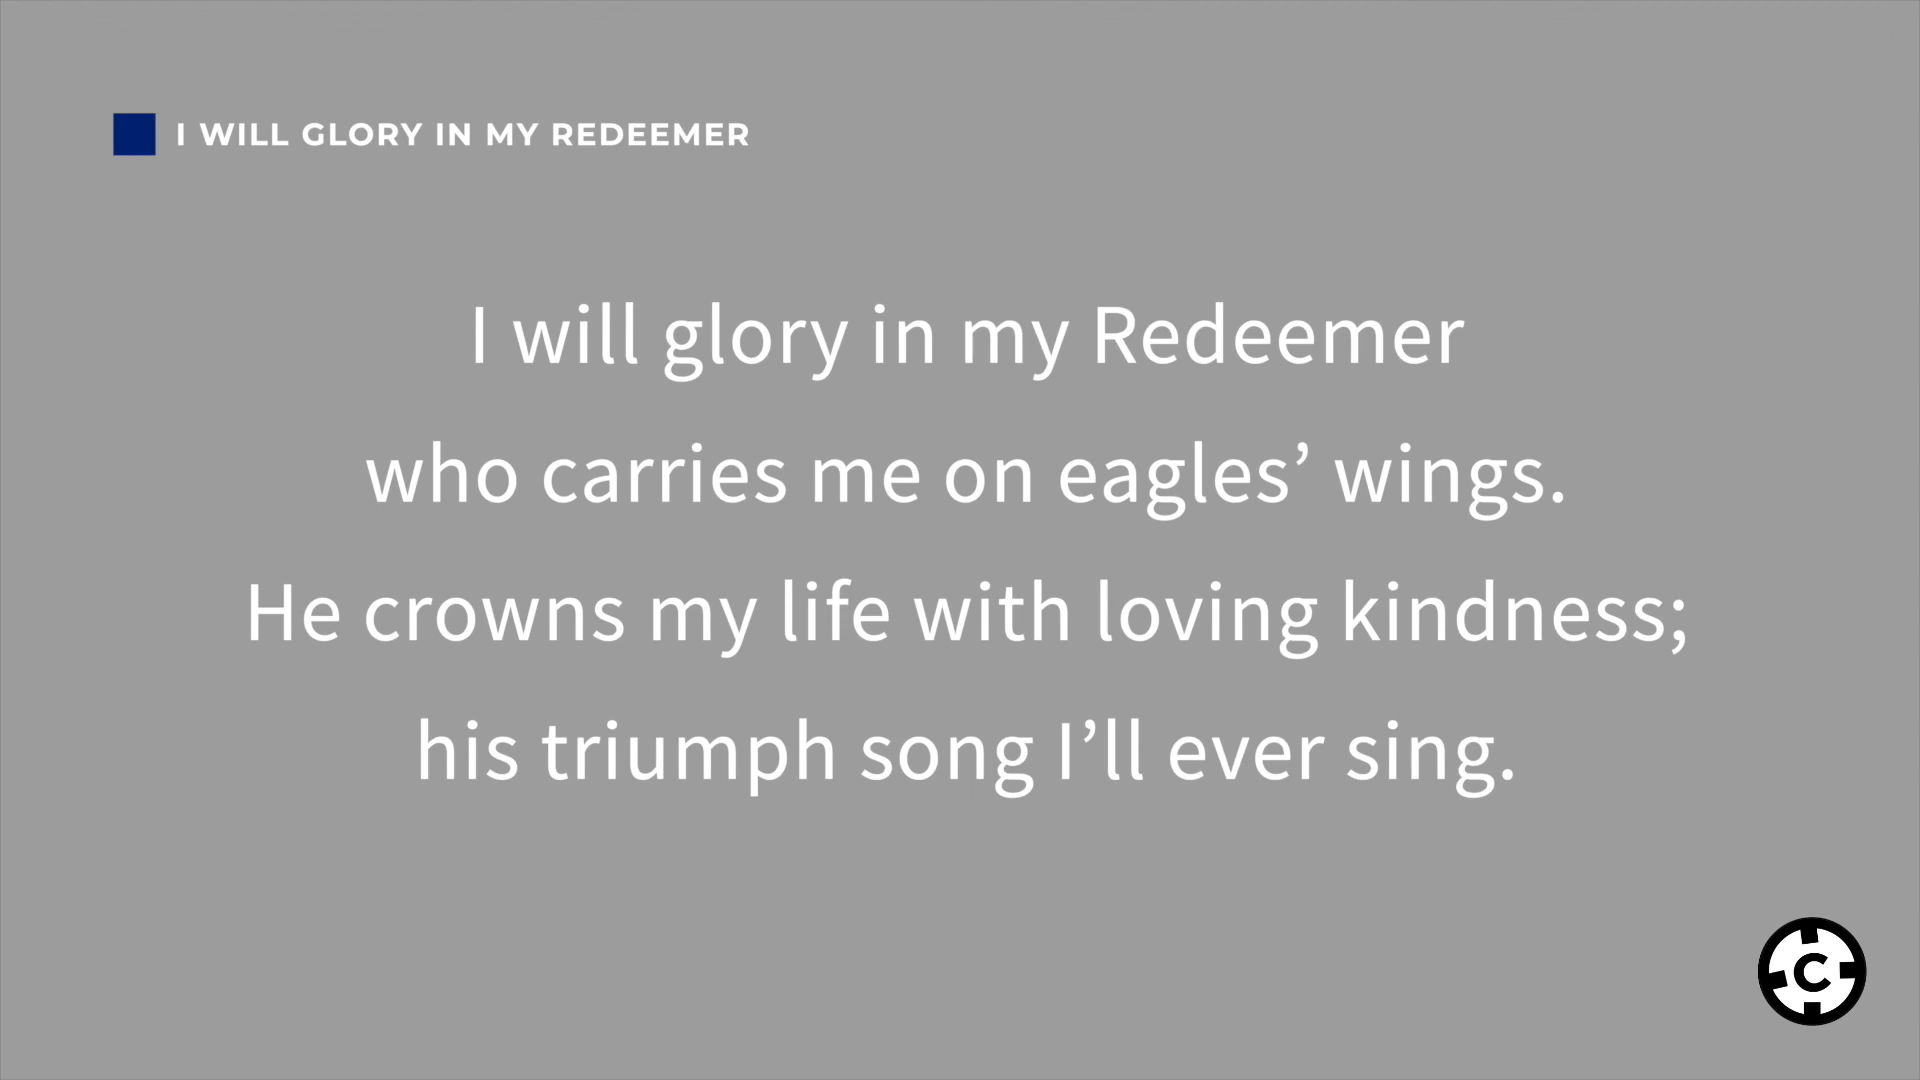 I WILL GLORY IN MY REDEEMER
I will glory in my Redeemer
who carries me on eagles’ wings.
He crowns my life with loving kindness;
his triumph song I’ll ever sing.
C